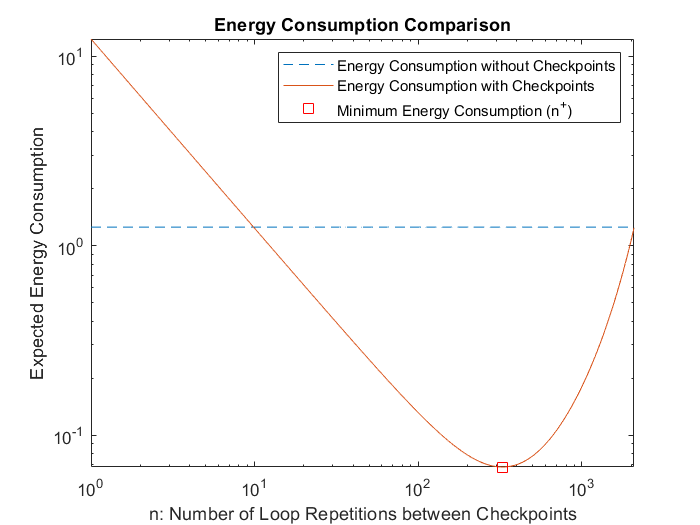 Energy Consumption Comparison
Energy Consumption without Checkpoints
Energy Consumption with Checkpoints
Minimum Energy Consumption (n⁺)
10¹
10⁰
10⁻¹
Expected Energy Consumption
10⁰ 10¹ 10² 10³
n: Number of Loop Repetitions between Checkpoints